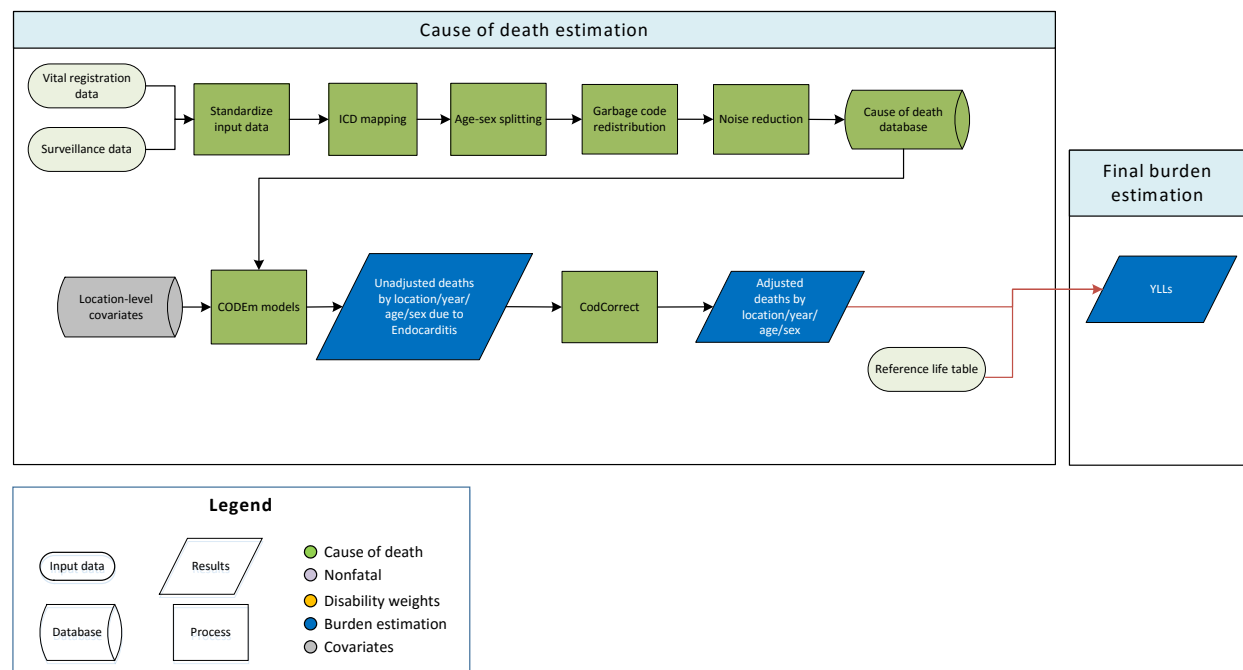 Cause of death estimation
Vital registration
data
Surveillance data
Standardize
input data
ICD mapping
Age-sex splitting
Garbage code
redistribution
Noise reduction
Cause of death
database
Final burden
estimation
Location-level
covariates
CODEm models
Unadjusted deaths
by location/year/
age/sex due to
Endocarditis
CodCorrect
Adjusted
deaths by
location/year/
age/sex
Reference life table
YLLs
Legend
Input data
Results
Database
Process
Cause of death
Nonfatal
Disability weights
Burden estimation
Covariates